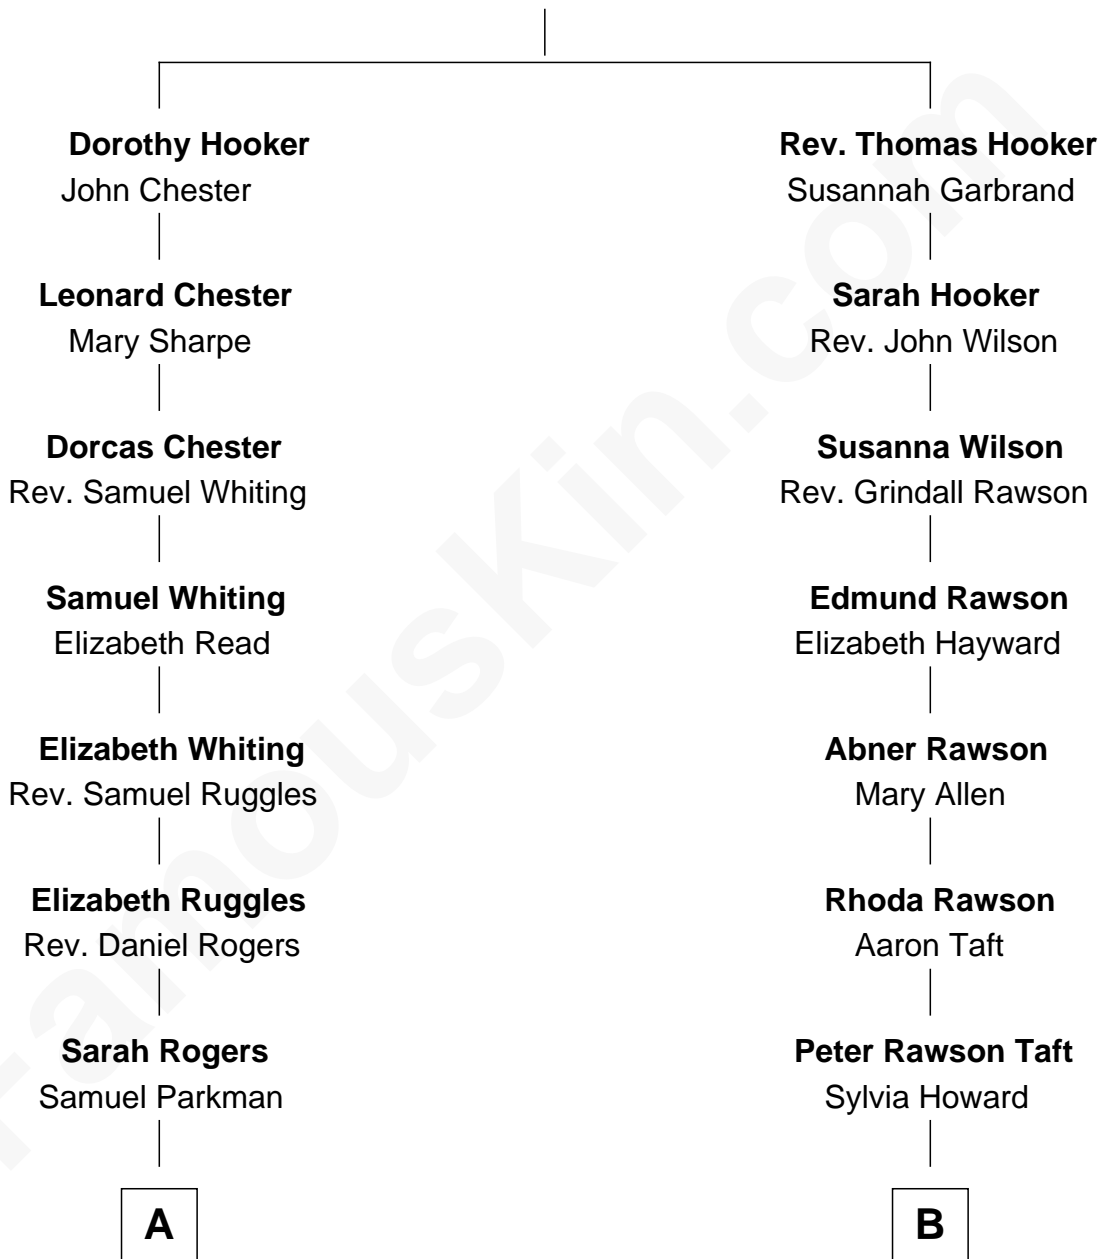 Dorothy Hooker
John Chester
Rev. Thomas Hooker
Susannah Garbrand
Leonard Chester
Mary Sharpe
Sarah Hooker
Rev. John Wilson
Dorcas Chester
Rev. Samuel Whiting
Susanna Wilson
Rev. Grindall Rawson
Samuel Whiting
Elizabeth Read
Edmund Rawson
Elizabeth Hayward
Elizabeth Whiting
Rev. Samuel Ruggles
Abner Rawson
Mary Allen
Elizabeth Ruggles
Rev. Daniel Rogers
Rhoda Rawson
Aaron Taft
Sarah Rogers
Samuel Parkman
Peter Rawson Taft
Sylvia Howard
A
B
FamousKin.com